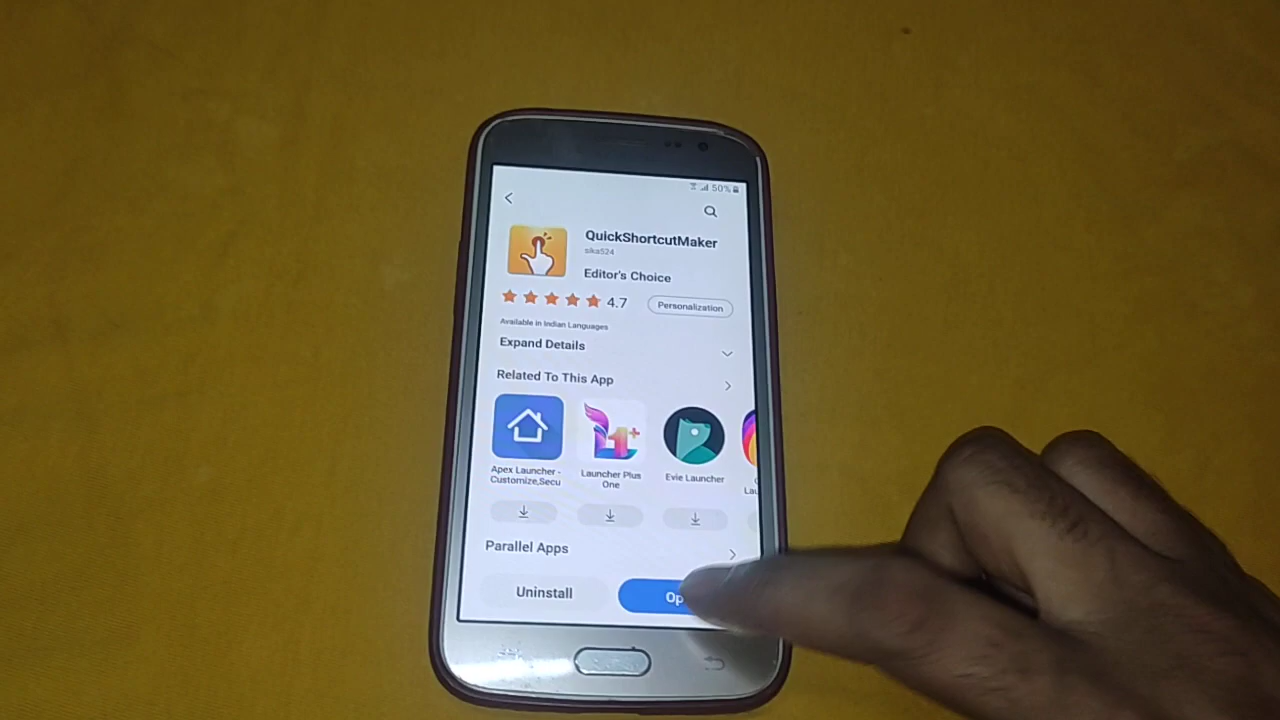 50%
QuickShortcutMaker
sika524
Editor's Choice
4.7
Personalization
Available in Indian Languages
Expand Details
Related To This App
Apex Launcher -
Customize,Secu
Launcher Plus
One
Evie Launcher
Lau
Parallel Apps
Uninstall
Op